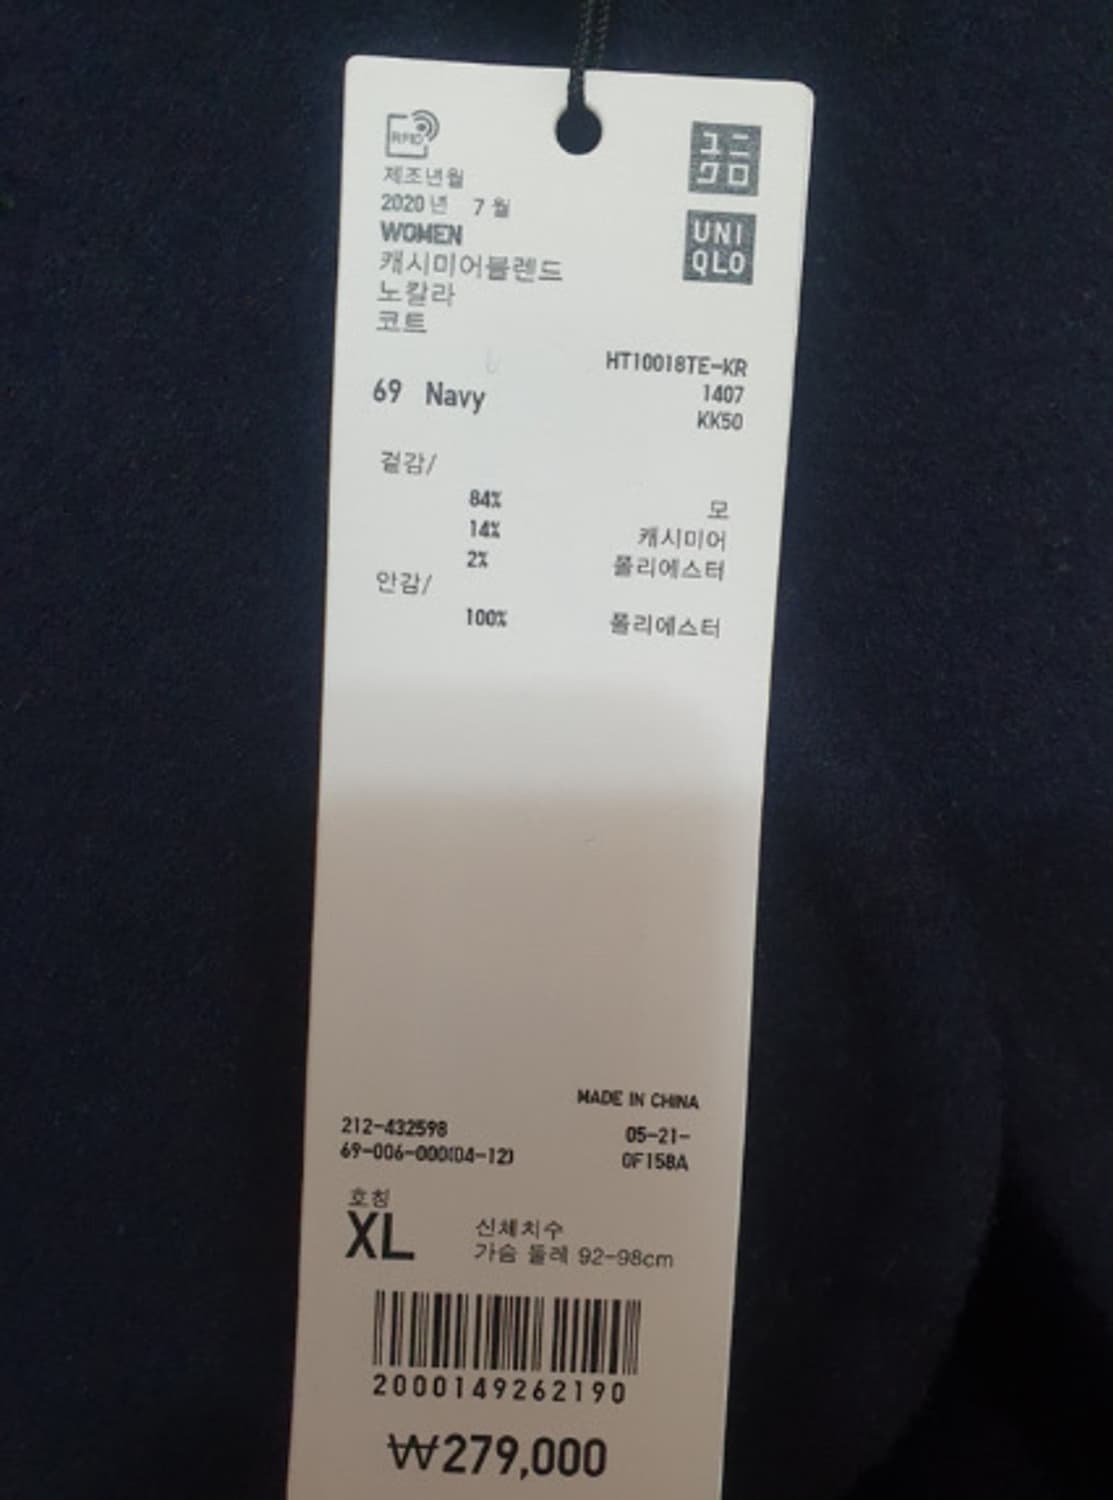 RFID
ユニ
クロ
제조년월
2020 년 7 월
WOMEN
캐시미어블렌드
노칼라
코트
UNI
QLO
HT10018TE-KR
69 Navy
1407
KK50
겉감/
84% 모
14% 캐시미어
2% 폴리에스터
안감/
100% 폴리에스터
MADE IN CHINA
212-432598
05-21-
69-006-000(04-12)
0F158A
호칭
XL
신체치수
가슴 둘레 92-98cm
2000149262190
₩279,000